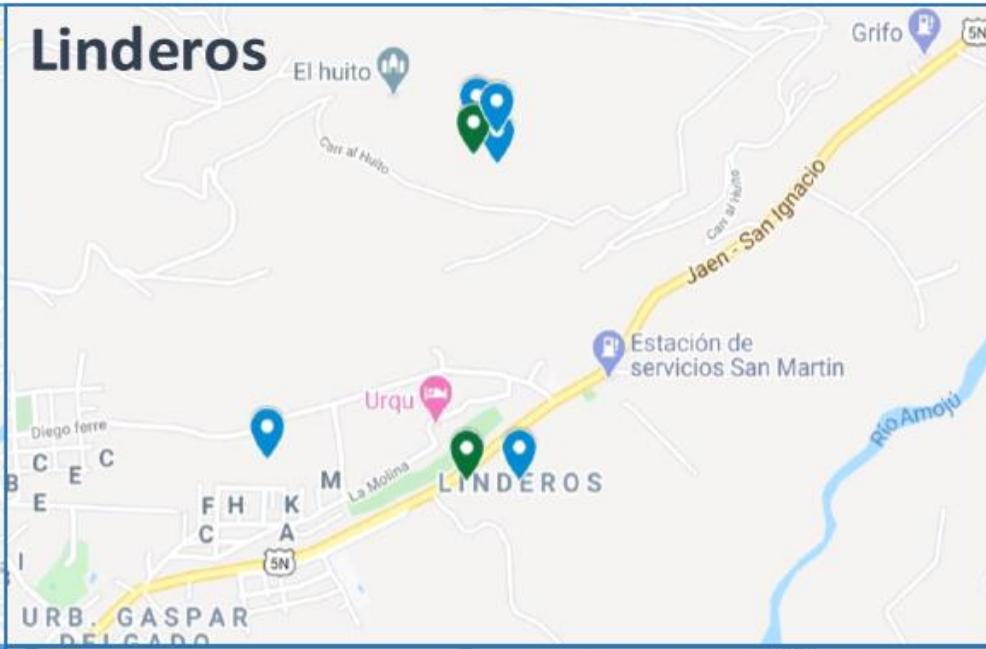 Linderos
Grifo
5N
El huito
Carr al Huito
Carr al Huito
Jaen - San Ignacio
Estación de
servicios San Martin
Urqu
Río Amojú
Diego ferre
La Molina
LINDEROS
C E C
B E
M
F H K
C A
5N
I
URB. GASPAR
DELGADO